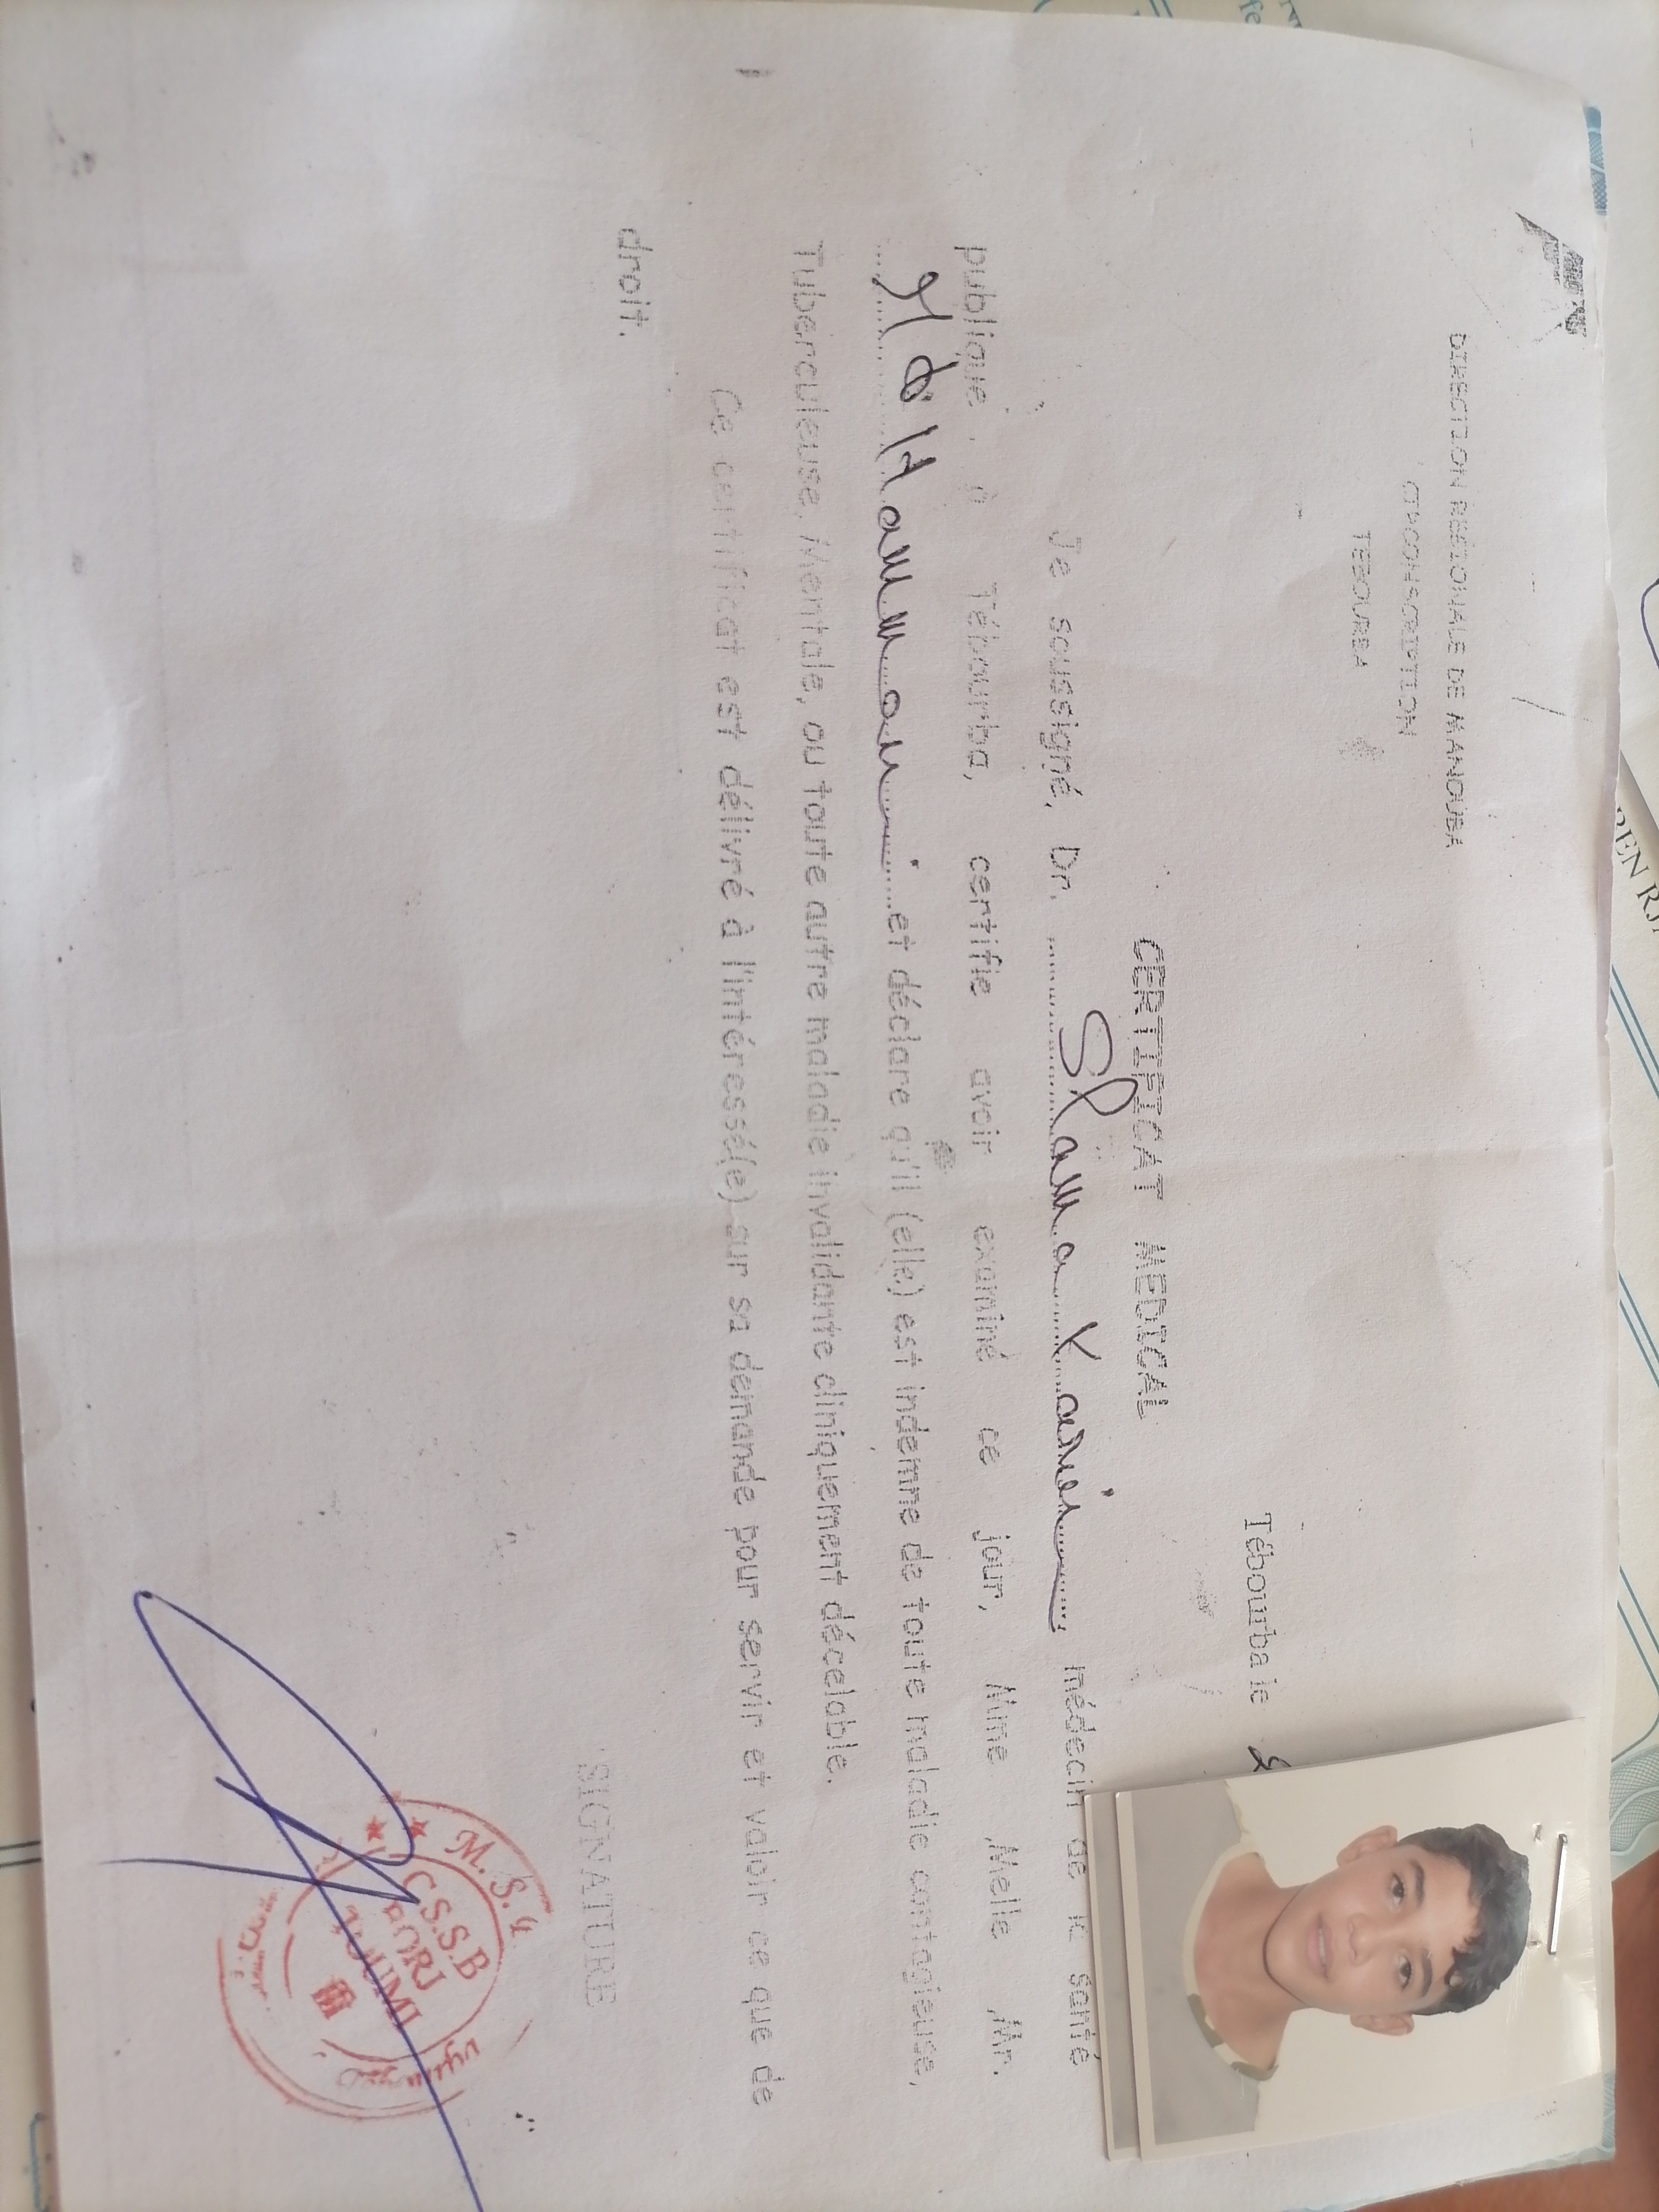 DIRECTION REGIONALE DE MANOUBA
CIRCONSCRIPTION
TEBOURBA
Tébourba le
CERTIFICAT MEDICAL
Je soussigné, Dr. Slama médecin de la santé
publique à Tébourba, certifie avoir examiné ce jour, Mme Melle Mr.
et déclare qu'il (elle) est indemne de toute maladie contagieuse,
Tuberculeuse, Mentale, ou toute autre maladie invalidante cliniquement décelable.
Ce certificat est délivré à l'intéressé(e) sur sa demande pour servir et valoir ce que de
droit.
SIGNATURE
M.S.
C.S.S.B